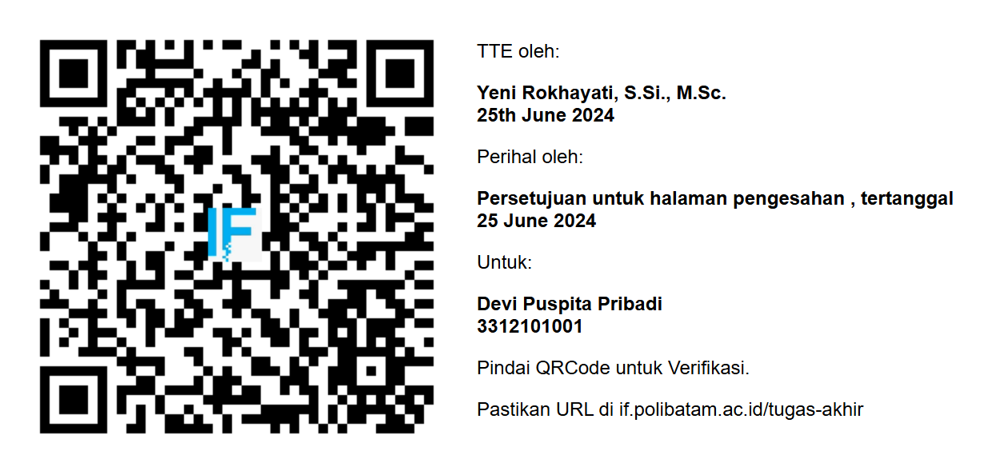 IF
TTE oleh:
Yeni Rokhayati, S.Si., M.Sc.
25th June 2024
Perihal oleh:
Persetujuan untuk halaman pengesahan , tertanggal
25 June 2024
Untuk:
Devi Puspita Pribadi
3312101001
Pindai QRCode untuk Verifikasi.
Pastikan URL di if.polibatam.ac.id/tugas-akhir